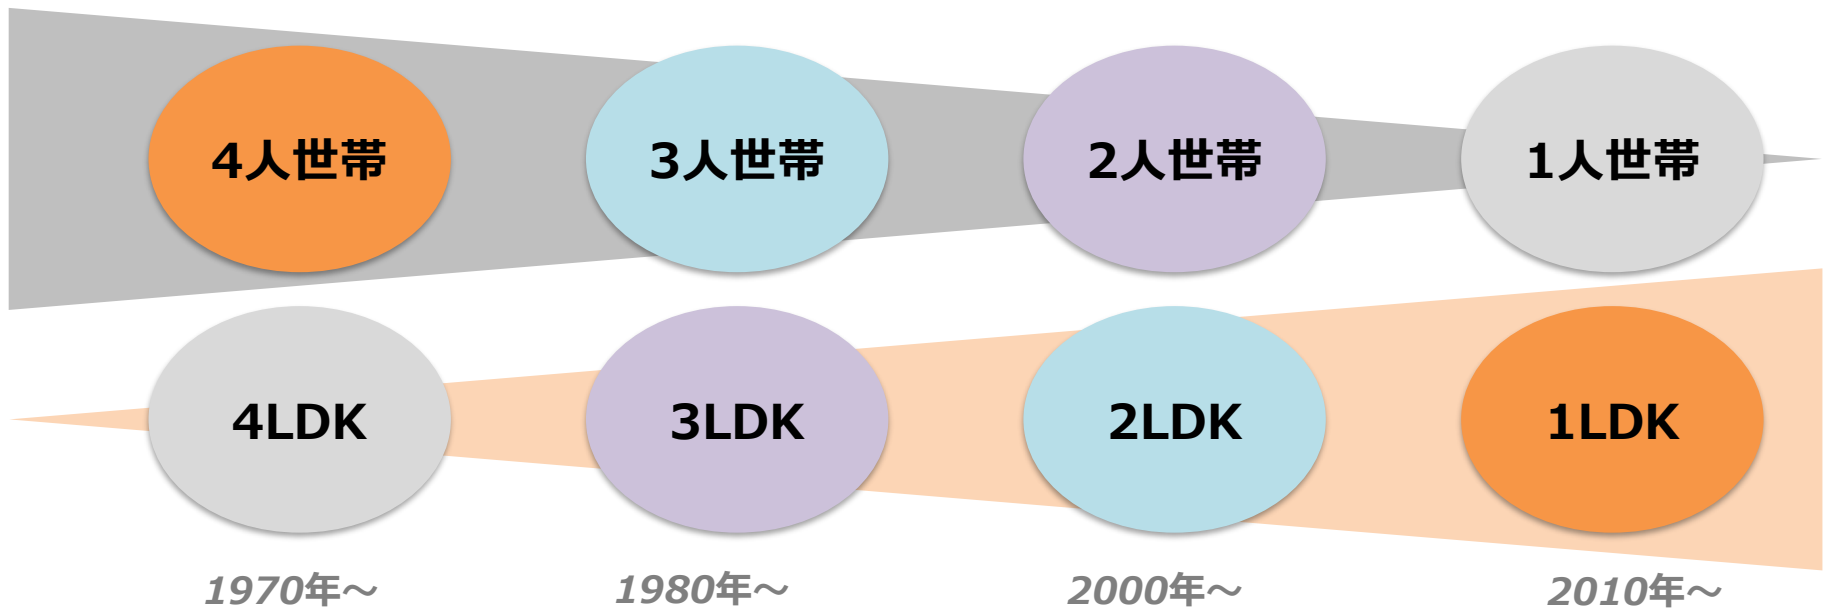 4人世帯 3人世帯 2人世帯 1人世帯
4LDK 3LDK 2LDK 1LDK
1970年～ 1980年～ 2000年～ 2010年～